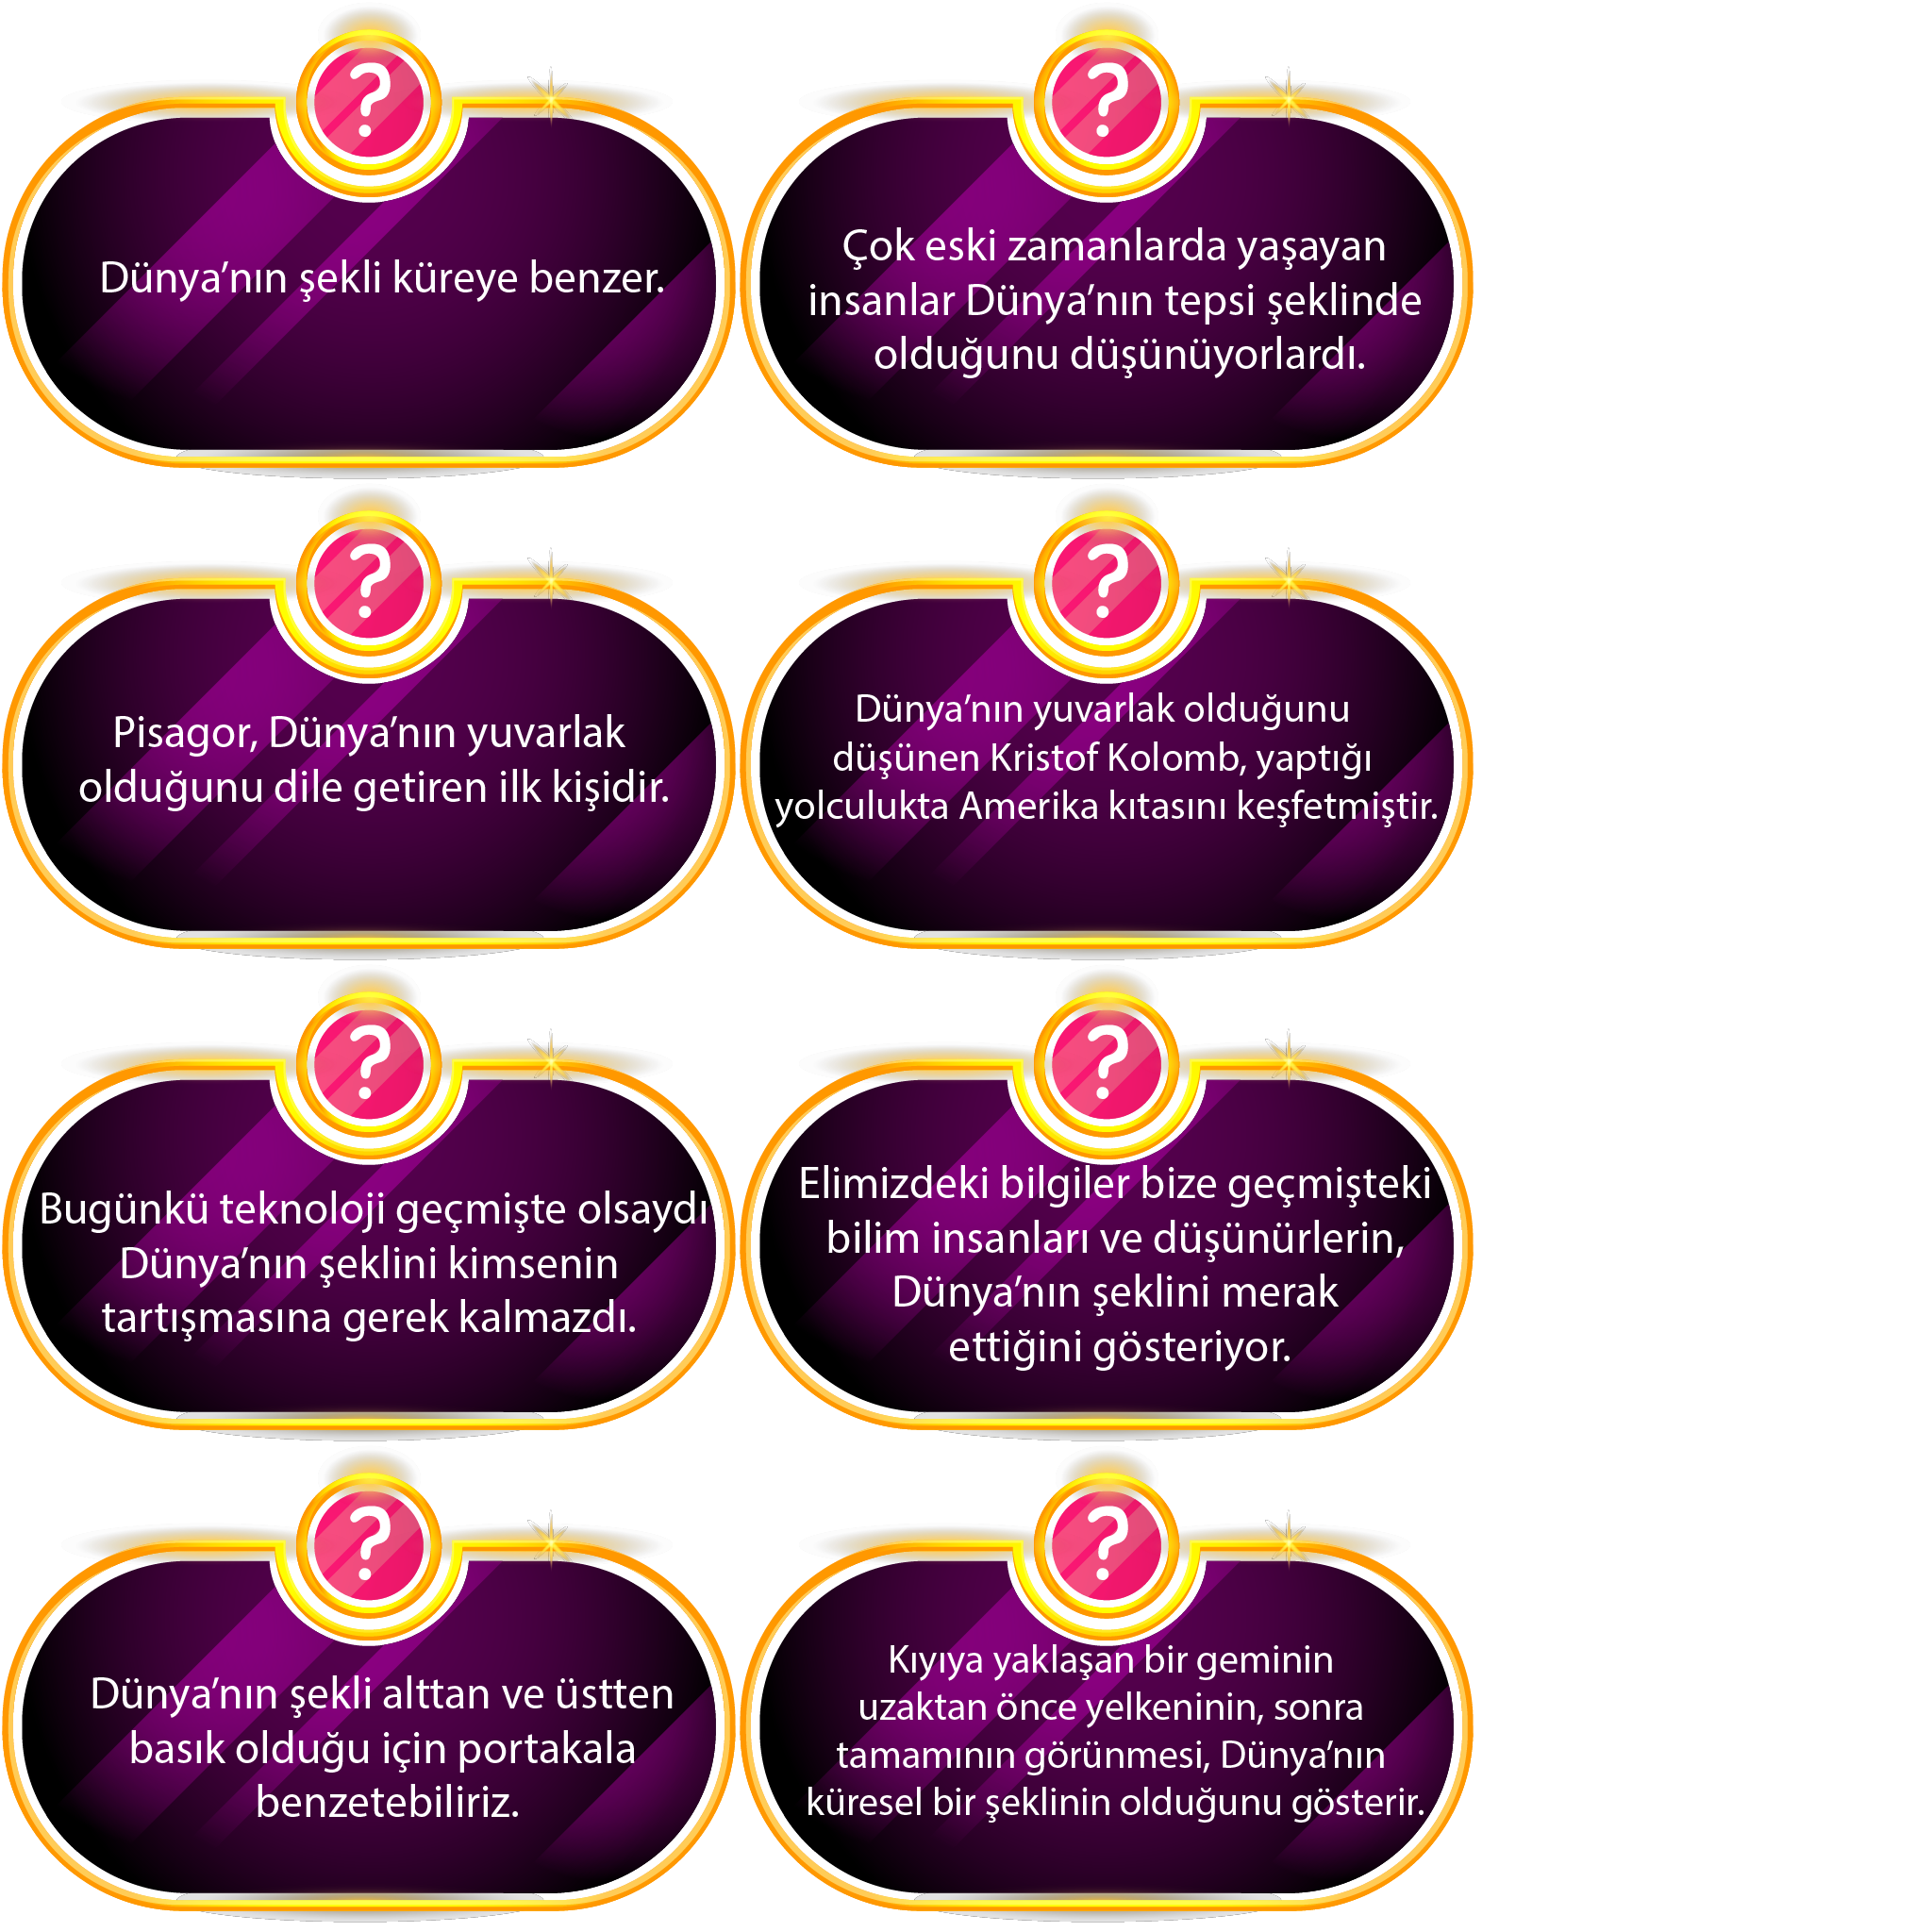 ?
Dünya’nın şekli küreye benzer.
?
Çok eski zamanlarda yaşayan
insanlar Dünya’nın tepsi şeklinde
olduğunu düşünüyorlardı.
?
Pisagor, Dünya’nın yuvarlak
olduğunu dile getiren ilk kişidir.
?
Dünya’nın yuvarlak olduğunu
düşünen Kristof Kolomb, yaptığı
yolculukta Amerika kıtasını keşfetmiştir.
?
Bugünkü teknoloji geçmişte olsaydı
Dünya’nın şeklini kimsenin
tartışmasına gerek kalmazdı.
?
Elimizdeki bilgiler bize geçmişteki
bilim insanları ve düşünürlerin,
Dünya’nın şeklini merak
ettiğini gösteriyor.
?
Dünya’nın şekli alttan ve üstten
basık olduğu için portakala
benzetebiliriz.
?
Kıyıya yaklaşan bir geminin
uzaktan önce yelkeninin, sonra
tamamının görünmesi, Dünya’nın
küresel bir şeklinin olduğunu gösterir.